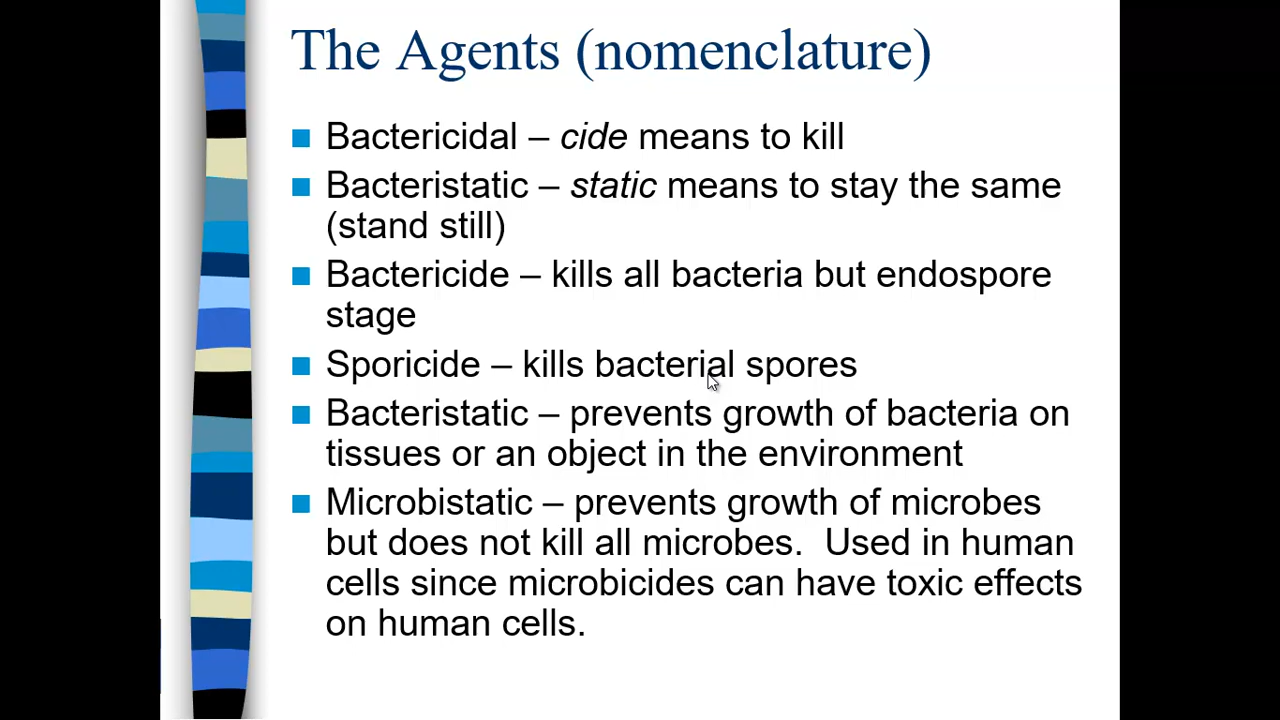 The Agents (nomenclature)
Bactericidal – cide means to kill
Bacteristatic – static means to stay the same
(stand still)
Bactericide – kills all bacteria but endospore
stage
Sporicide – kills bacterial spores
Bacteristatic – prevents growth of bacteria on
tissues or an object in the environment
Microbistatic – prevents growth of microbes
but does not kill all microbes.  Used in human
cells since microbicides can have toxic effects
on human cells.